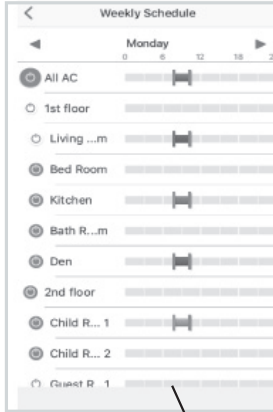 Weekly Schedule
Monday
0 6 12 18 2
All AC
1st floor
Living ...m
Bed Room
Kitchen
Bath R...m
Den
2nd floor
Child R... 1
Child R... 2
Guest R...1